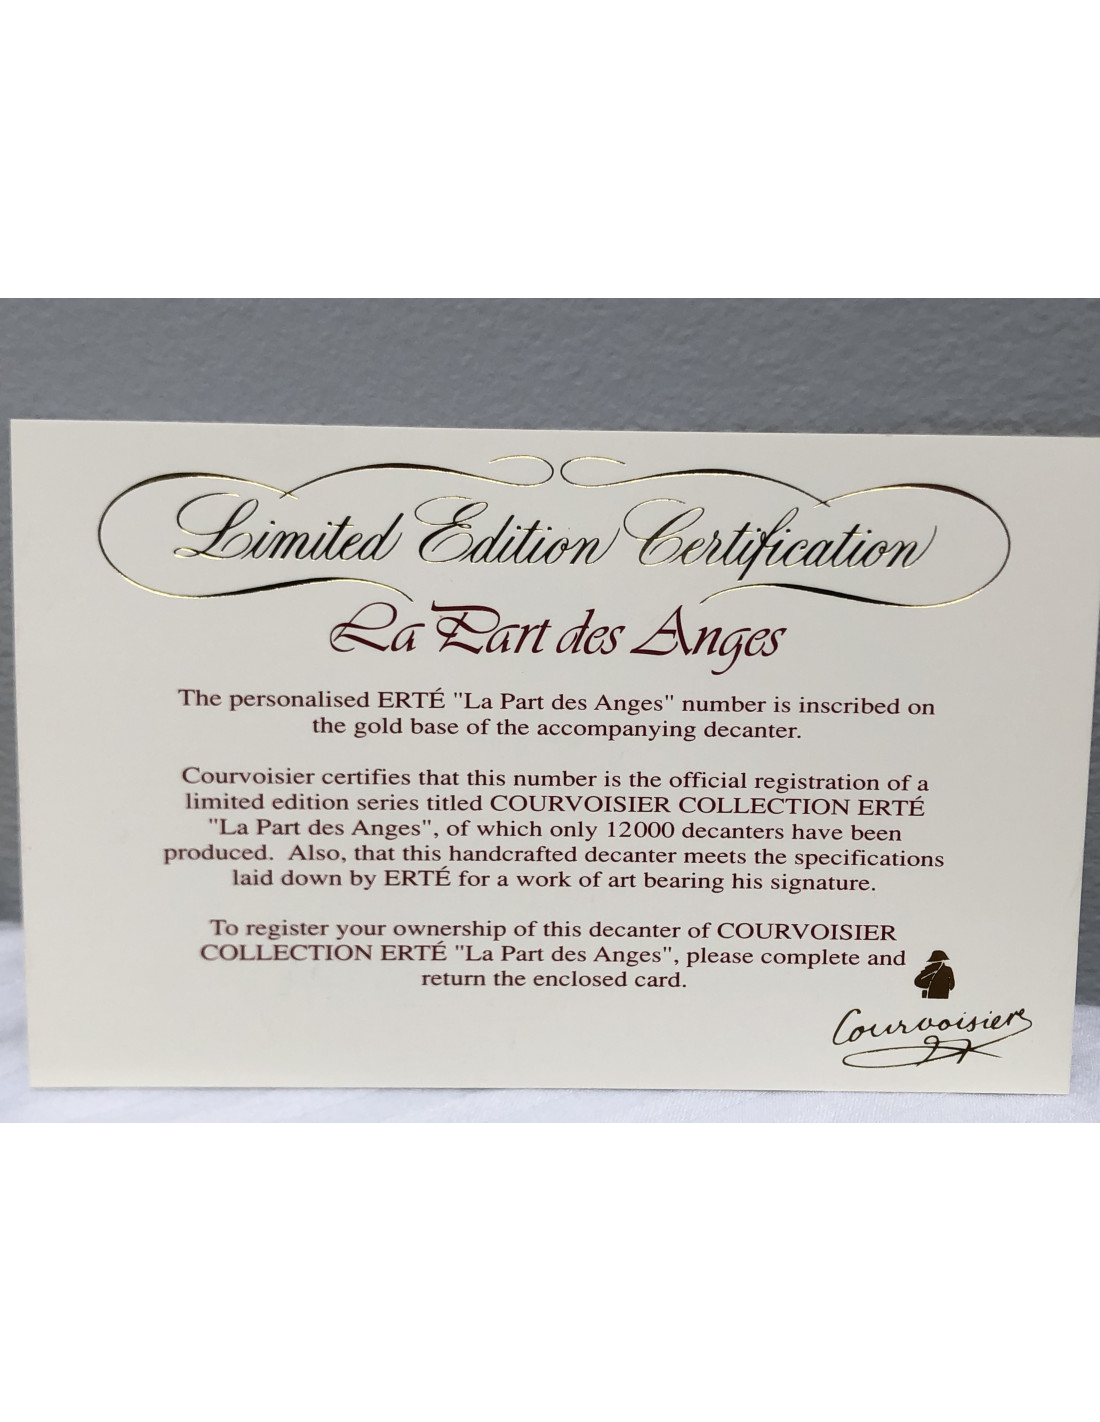 Limited Edition Certification
La Part des Anges
The personalised ERTÉ "La Part des Anges" number is inscribed on
the gold base of the accompanying decanter.
Courvoisier certifies that this number is the official registration of a
limited edition series titled COURVOISIER COLLECTION ERTÉ
"La Part des Anges", of which only 12000 decanters have been
produced.  Also, that this handcrafted decanter meets the specifications
laid down by ERTÉ for a work of art bearing his signature.
To register your ownership of this decanter of COURVOISIER
COLLECTION ERTÉ "La Part des Anges", please complete and
return the enclosed card.
Courvoisier